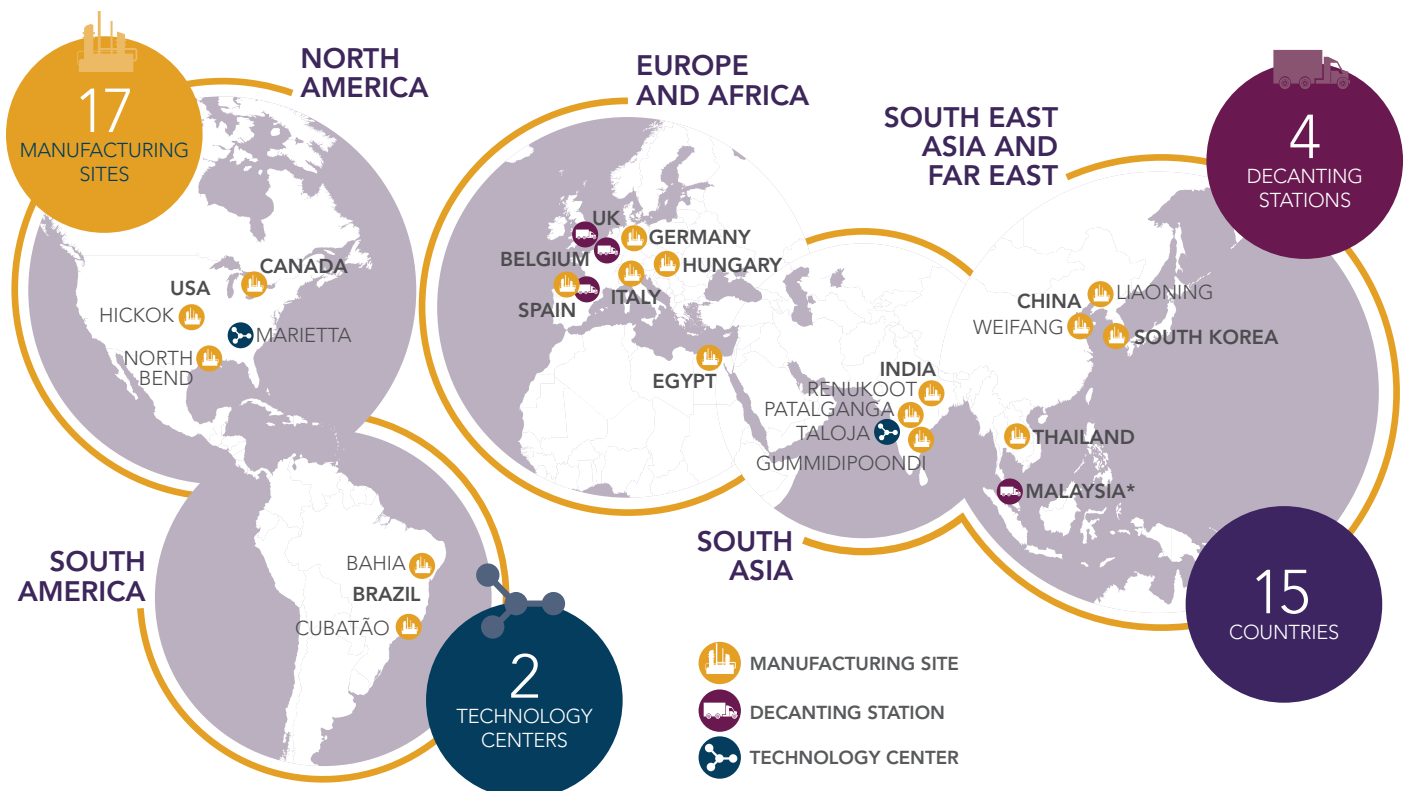 17
MANUFACTURING
SITES
NORTH
AMERICA
EUROPE
AND AFRICA
SOUTH EAST
ASIA AND
FAR EAST
4
DECANTING
STATIONS
CANADA
USA
HICKOK
MARIETTA
NORTH
BEND
UK
GERMANY
BELGIUM
HUNGARY
SPAIN
ITALY
EGYPT
INDIA
RENUKOOT
PATALGANGA
TALOJA
GUMMIDIPOONDI
CHINA
LIAONING
WEIFANG
SOUTH KOREA
THAILAND
MALAYSIA*
SOUTH
ASIA
SOUTH
AMERICA
BAHIA
BRAZIL
CUBATÃO
2
TECHNOLOGY
CENTERS
15
COUNTRIES
MANUFACTURING SITE
DECANTING STATION
TECHNOLOGY CENTER